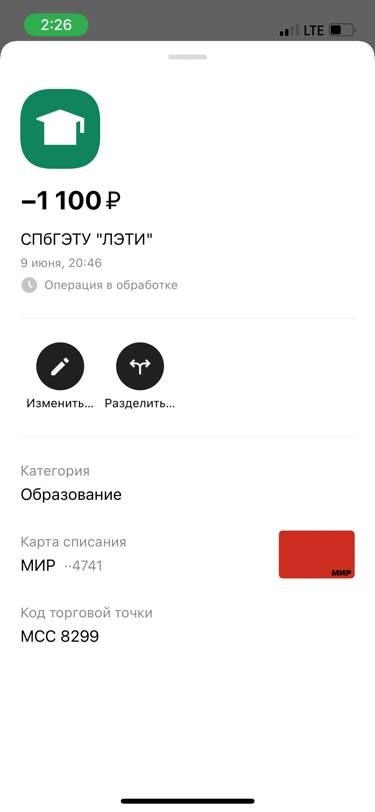 2:26
LTE
−1 100 ₽
СПбГЭТУ "ЛЭТИ"
9 июня, 20:46
Операция в обработке
Изменить...
Разделить...
Категория
Образование
Карта списания
МИР ··4741
МИР
Код торговой точки
MCC 8299